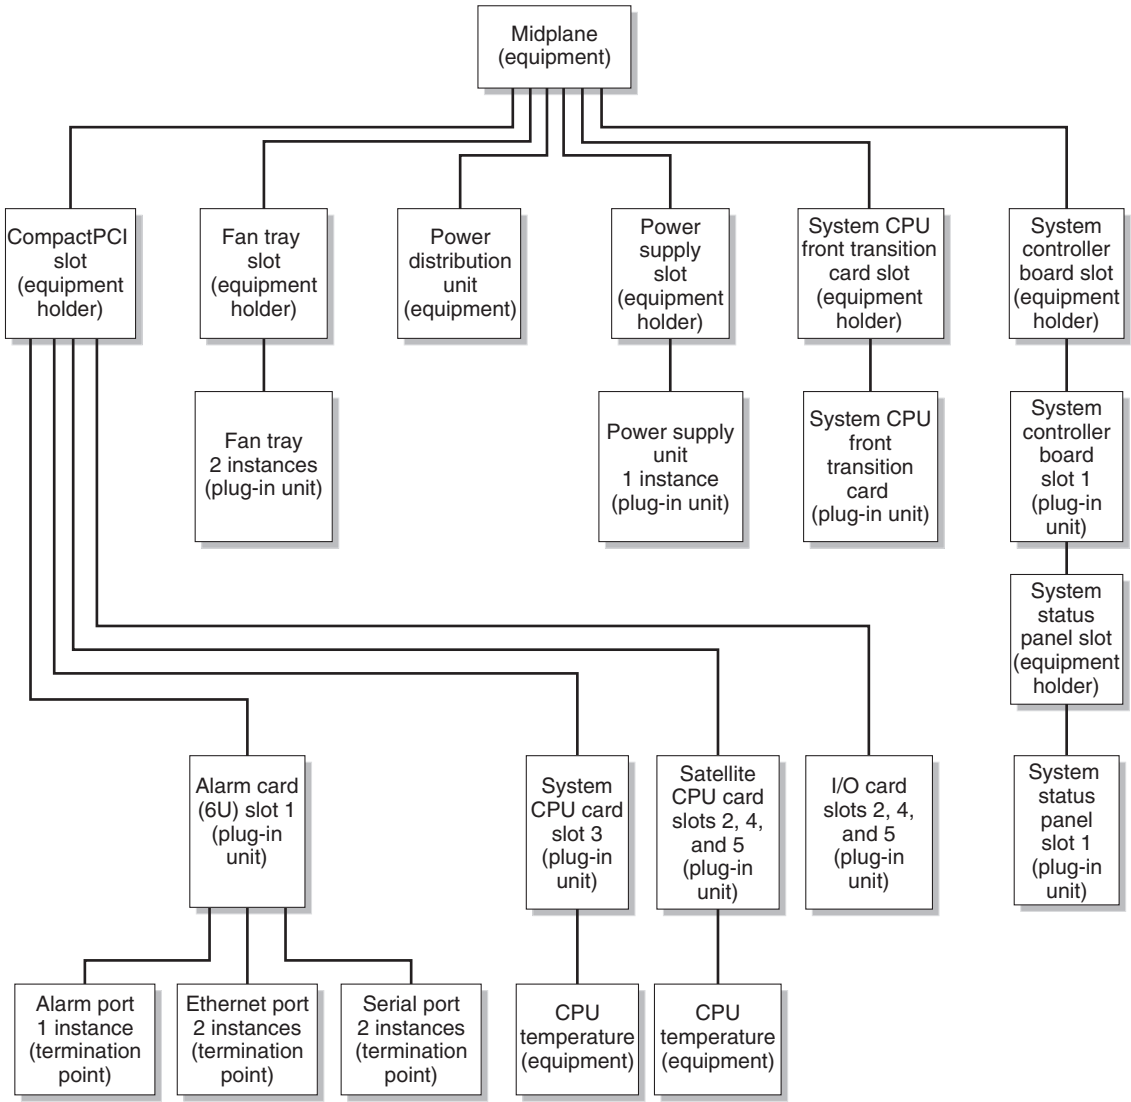 Midplane
(equipment)
CompactPCI
slot
(equipment
holder)
Fan tray
slot
(equipment
holder)
Power
distribution
unit
(equipment)
Power
supply
slot
(equipment
holder)
System CPU
front transition
card slot
(equipment
holder)
System
controller
board slot
(equipment
holder)
Fan tray
2 instances
(plug-in unit)
Power supply
unit
1 instance
(plug-in unit)
System CPU
front
transition
card
(plug-in unit)
System
controller
board
slot 1
(plug-in
unit)
System
status
panel slot
(equipment
holder)
Alarm card
(6U) slot 1
(plug-in
unit)
System
CPU card
slot 3
(plug-in
unit)
Satellite
CPU card
slots 2, 4,
and 5
(plug-in
unit)
I/O card
slots 2, 4,
and 5
(plug-in
unit)
System
status
panel
slot 1
(plug-in
unit)
Alarm port
1 instance
(termination
point)
Ethernet port
2 instances
(termination
point)
Serial port
2 instances
(termination
point)
CPU
temperature
(equipment)
CPU
temperature
(equipment)